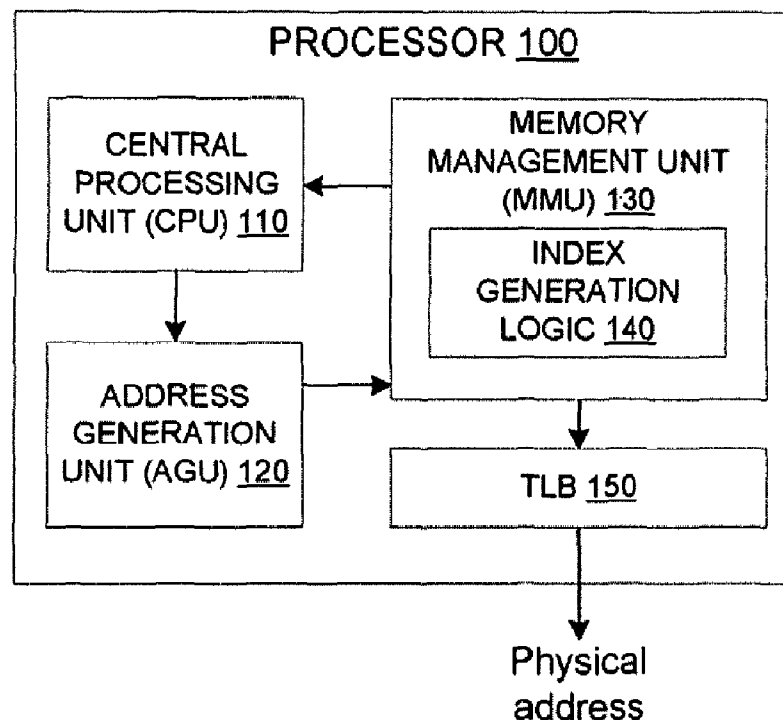 PROCESSOR 100
CENTRAL
PROCESSING
UNIT (CPU) 110
MEMORY
MANAGEMENT UNIT
(MMU) 130
INDEX
GENERATION
LOGIC 140
ADDRESS
GENERATION
UNIT (AGU) 120
TLB 150
Physical
address